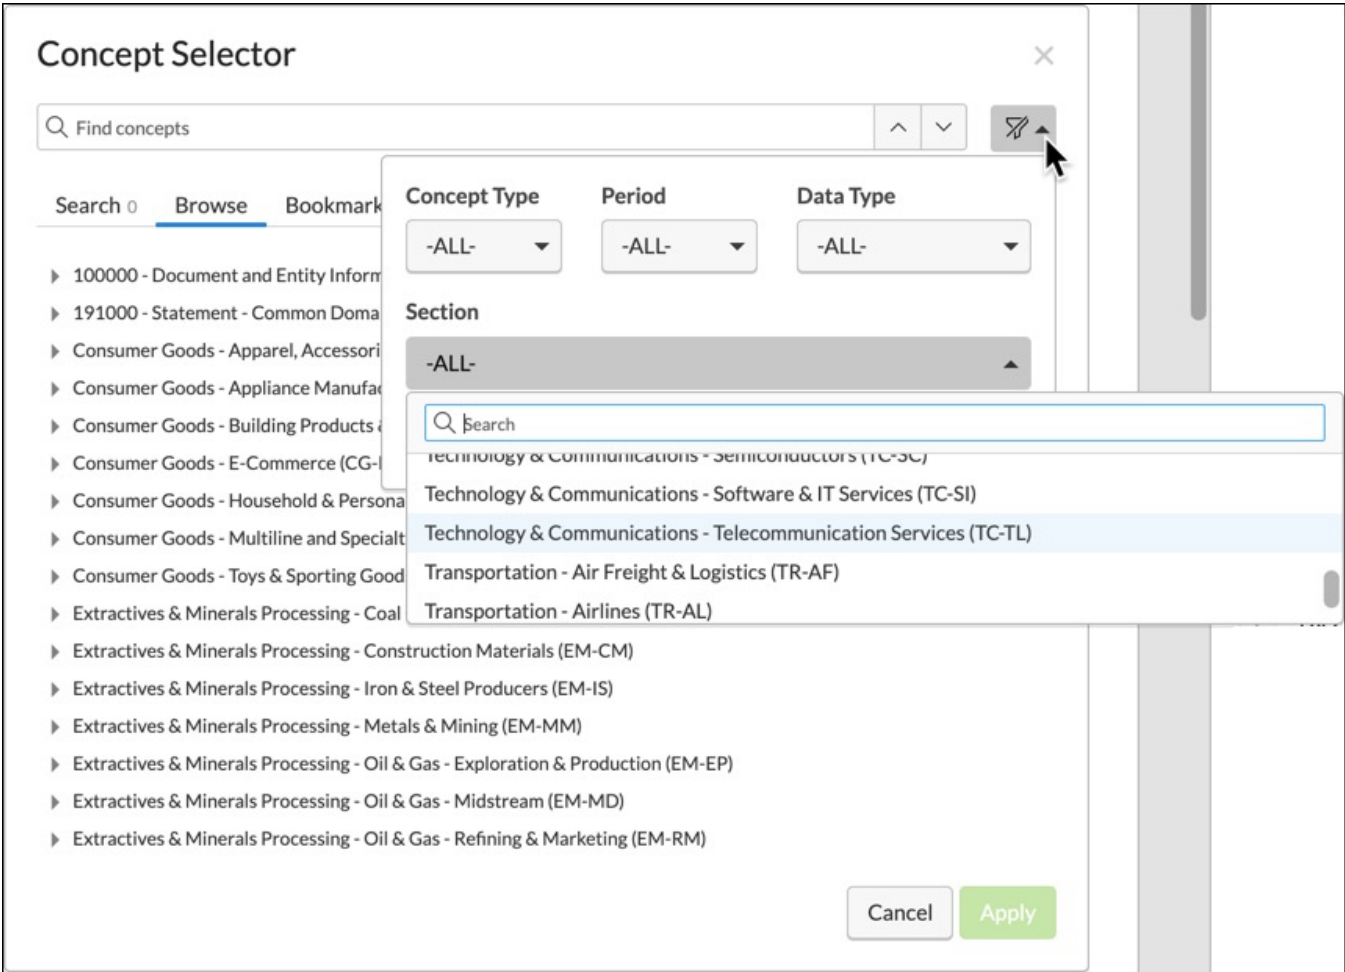 Concept Selector
Find concepts
Search 0 Browse Bookmark
Concept Type Period Data Type
-ALL- -ALL- -ALL-
Section
-ALL-
Search
Technology & Communications - Semiconductors (TC-SC)
Technology & Communications - Software & IT Services (TC-SI)
Technology & Communications - Telecommunication Services (TC-TL)
Transportation - Air Freight & Logistics (TR-AF)
Transportation - Airlines (TR-AL)
100000 - Document and Entity Inform
191000 - Statement - Common Doma
Consumer Goods - Apparel, Accessori
Consumer Goods - Appliance Manufac
Consumer Goods - Building Products
Consumer Goods - E-Commerce (CG-
Consumer Goods - Household & Persona
Consumer Goods - Multiline and Specialt
Consumer Goods - Toys & Sporting Good
Extractives & Minerals Processing - Coal
Extractives & Minerals Processing - Construction Materials (EM-CM)
Extractives & Minerals Processing - Iron & Steel Producers (EM-IS)
Extractives & Minerals Processing - Metals & Mining (EM-MM)
Extractives & Minerals Processing - Oil & Gas - Exploration & Production (EM-EP)
Extractives & Minerals Processing - Oil & Gas - Midstream (EM-MD)
Extractives & Minerals Processing - Oil & Gas - Refining & Marketing (EM-RM)
Cancel Apply